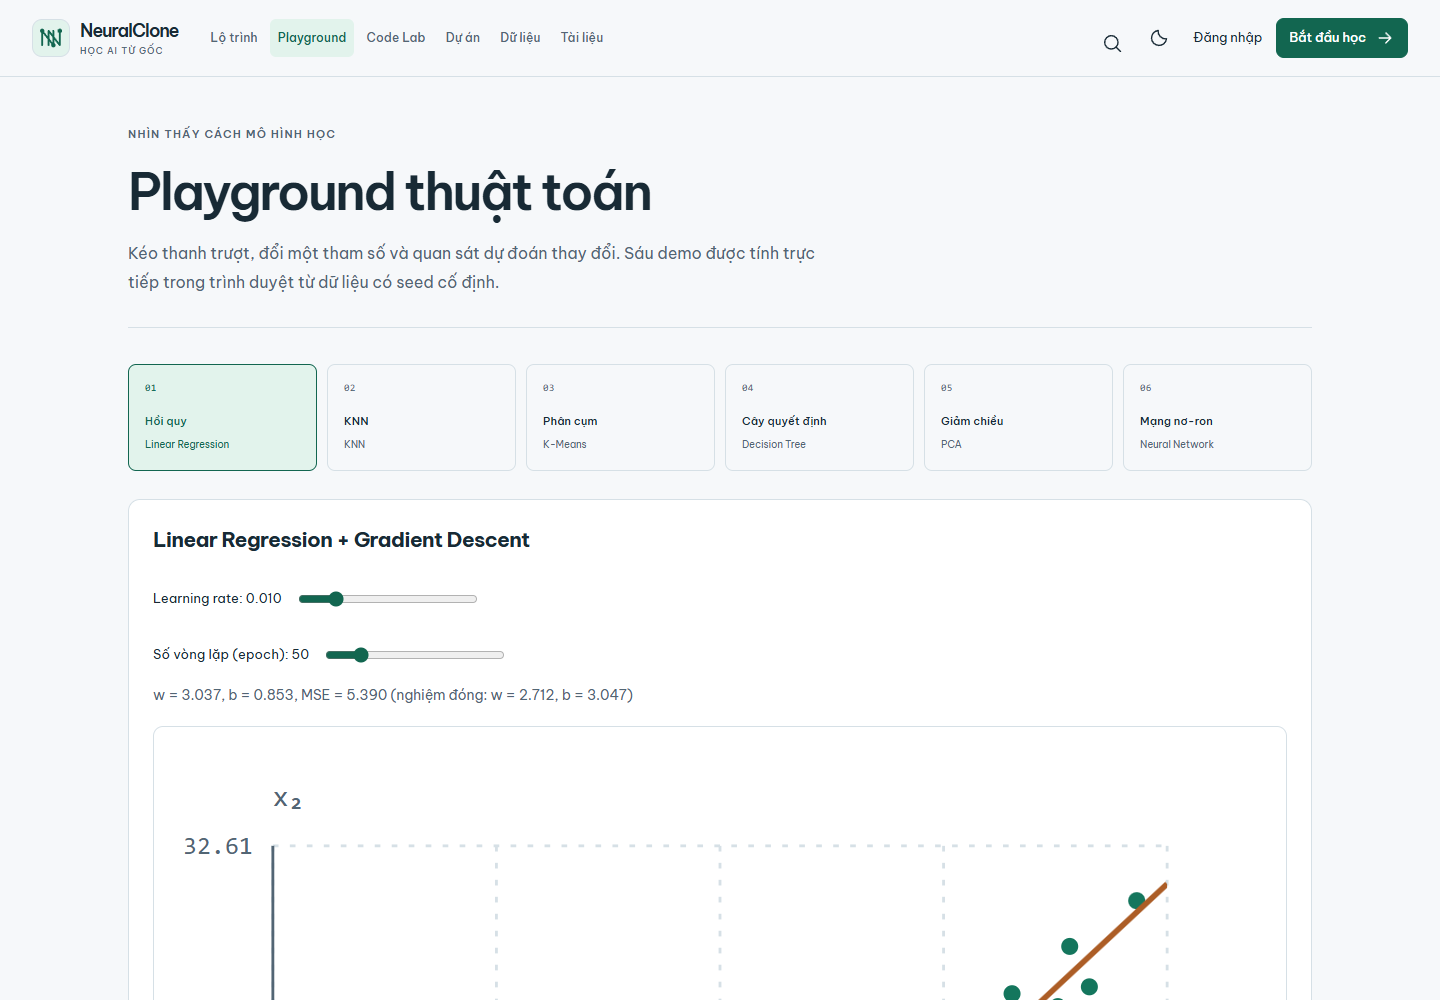 NeuralClone
HỌC AI TỪ GỐC
Lộ trình
Playground
Code Lab
Dự án
Dữ liệu
Tài liệu
Đăng nhập
Bắt đầu học
NHÌN THẤY CÁCH MÔ HÌNH HỌC
Playground thuật toán
Kéo thanh trượt, đổi một tham số và quan sát dự đoán thay đổi. Sáu demo được tính trực
tiếp trong trình duyệt từ dữ liệu có seed cố định.
01
Hồi quy
Linear Regression
02
KNN
KNN
03
Phân cụm
K-Means
04
Cây quyết định
Decision Tree
05
Giảm chiều
PCA
06
Mạng nơ-ron
Neural Network
Linear Regression + Gradient Descent
Learning rate: 0.010
Số vòng lặp (epoch): 50
w = 3.037, b = 0.853, MSE = 5.390 (nghiệm đóng: w = 2.712, b = 3.047)
x₂
32.61